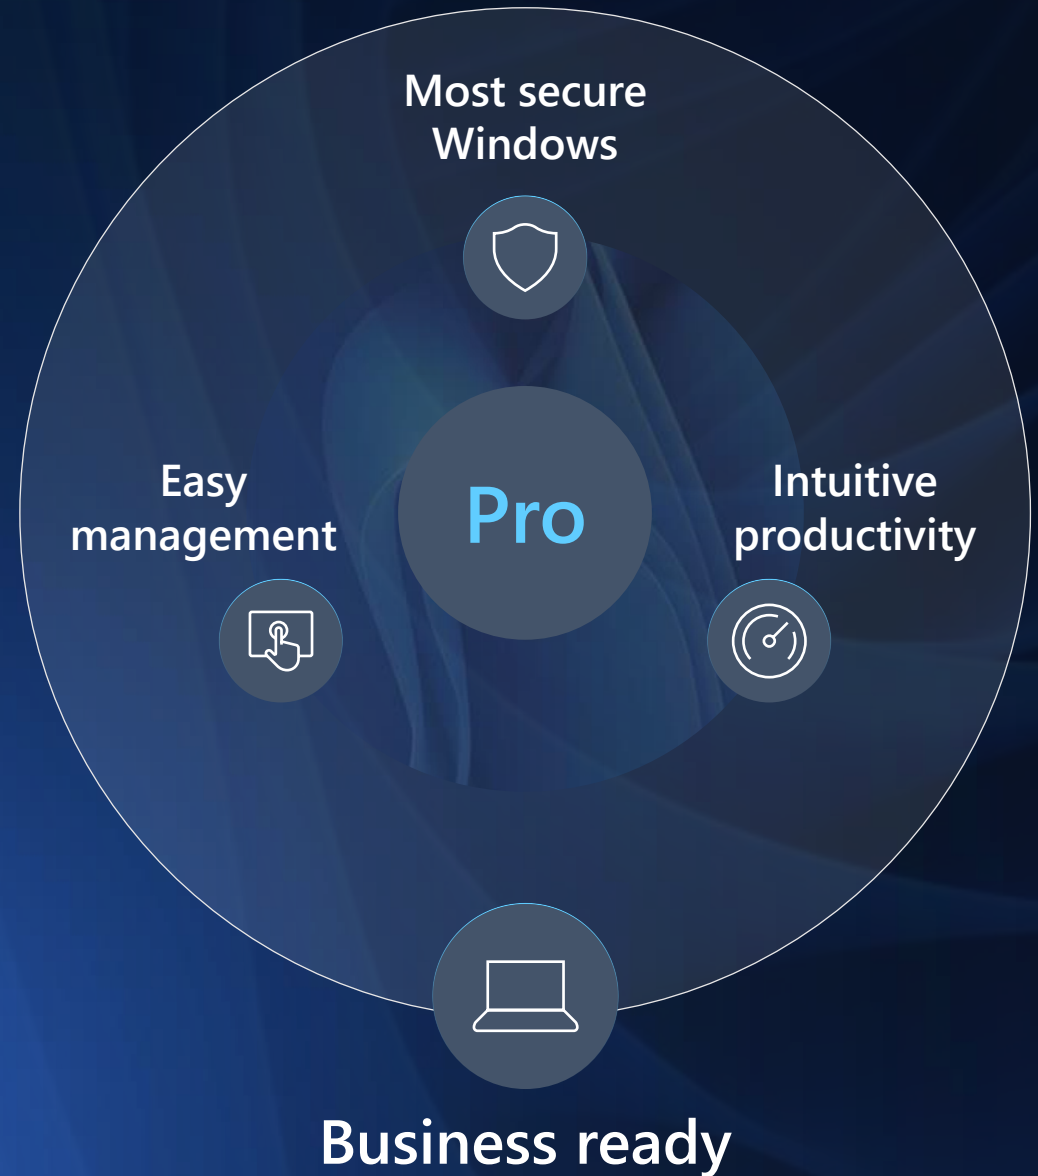 Most secure
Windows
Easy
management
Pro
Intuitive
productivity
Business ready